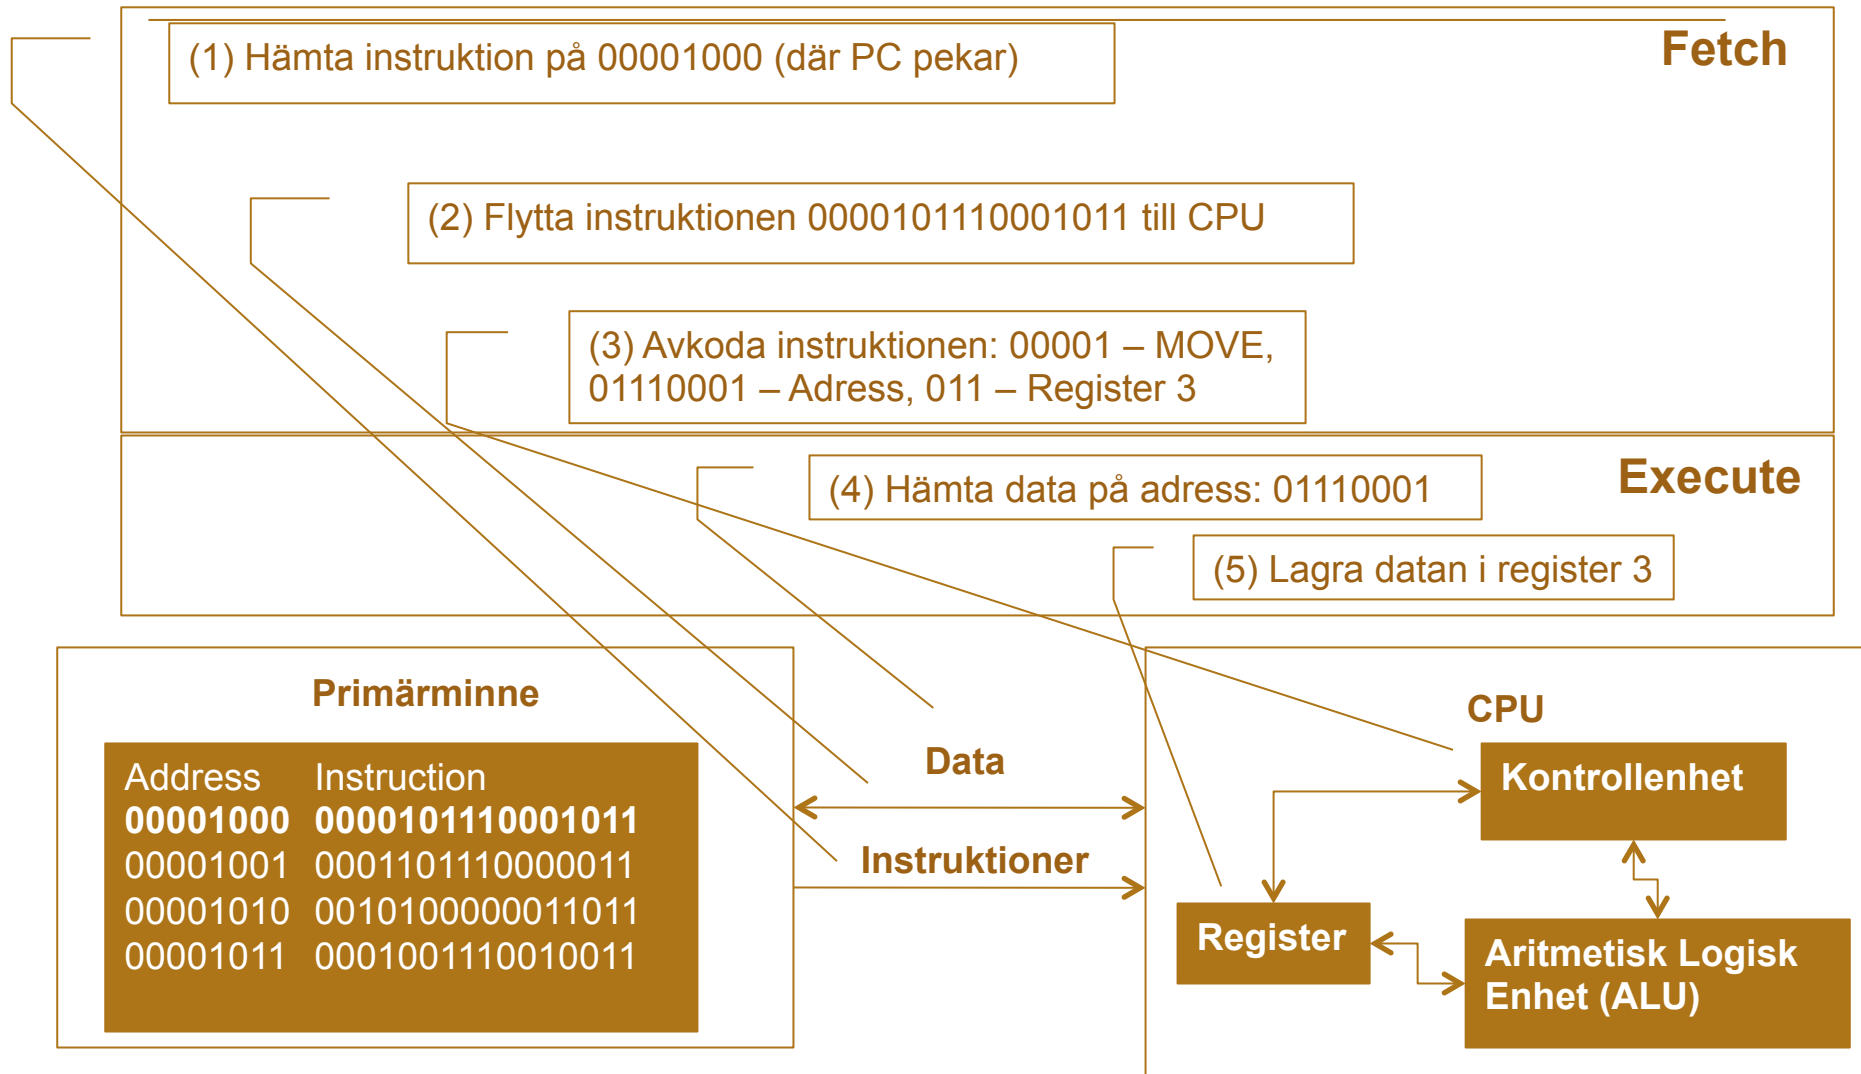 Fetch
(1) Hämta instruktion på 00001000 (där PC pekar)
(2) Flytta instruktionen 0000101110001011 till CPU
(3) Avkoda instruktionen: 00001 – MOVE,
01110001 – Adress, 011 – Register 3
Execute
(4) Hämta data på adress: 01110001
(5) Lagra datan i register 3
Primärminne
Address Instruction
00001000 0000101110001011
00001001 0001101110000011
00001010 0010100000011011
00001011 0001001110010011
Data
Instruktioner
CPU
Kontrollenhet
Register
Aritmetisk Logisk
Enhet (ALU)